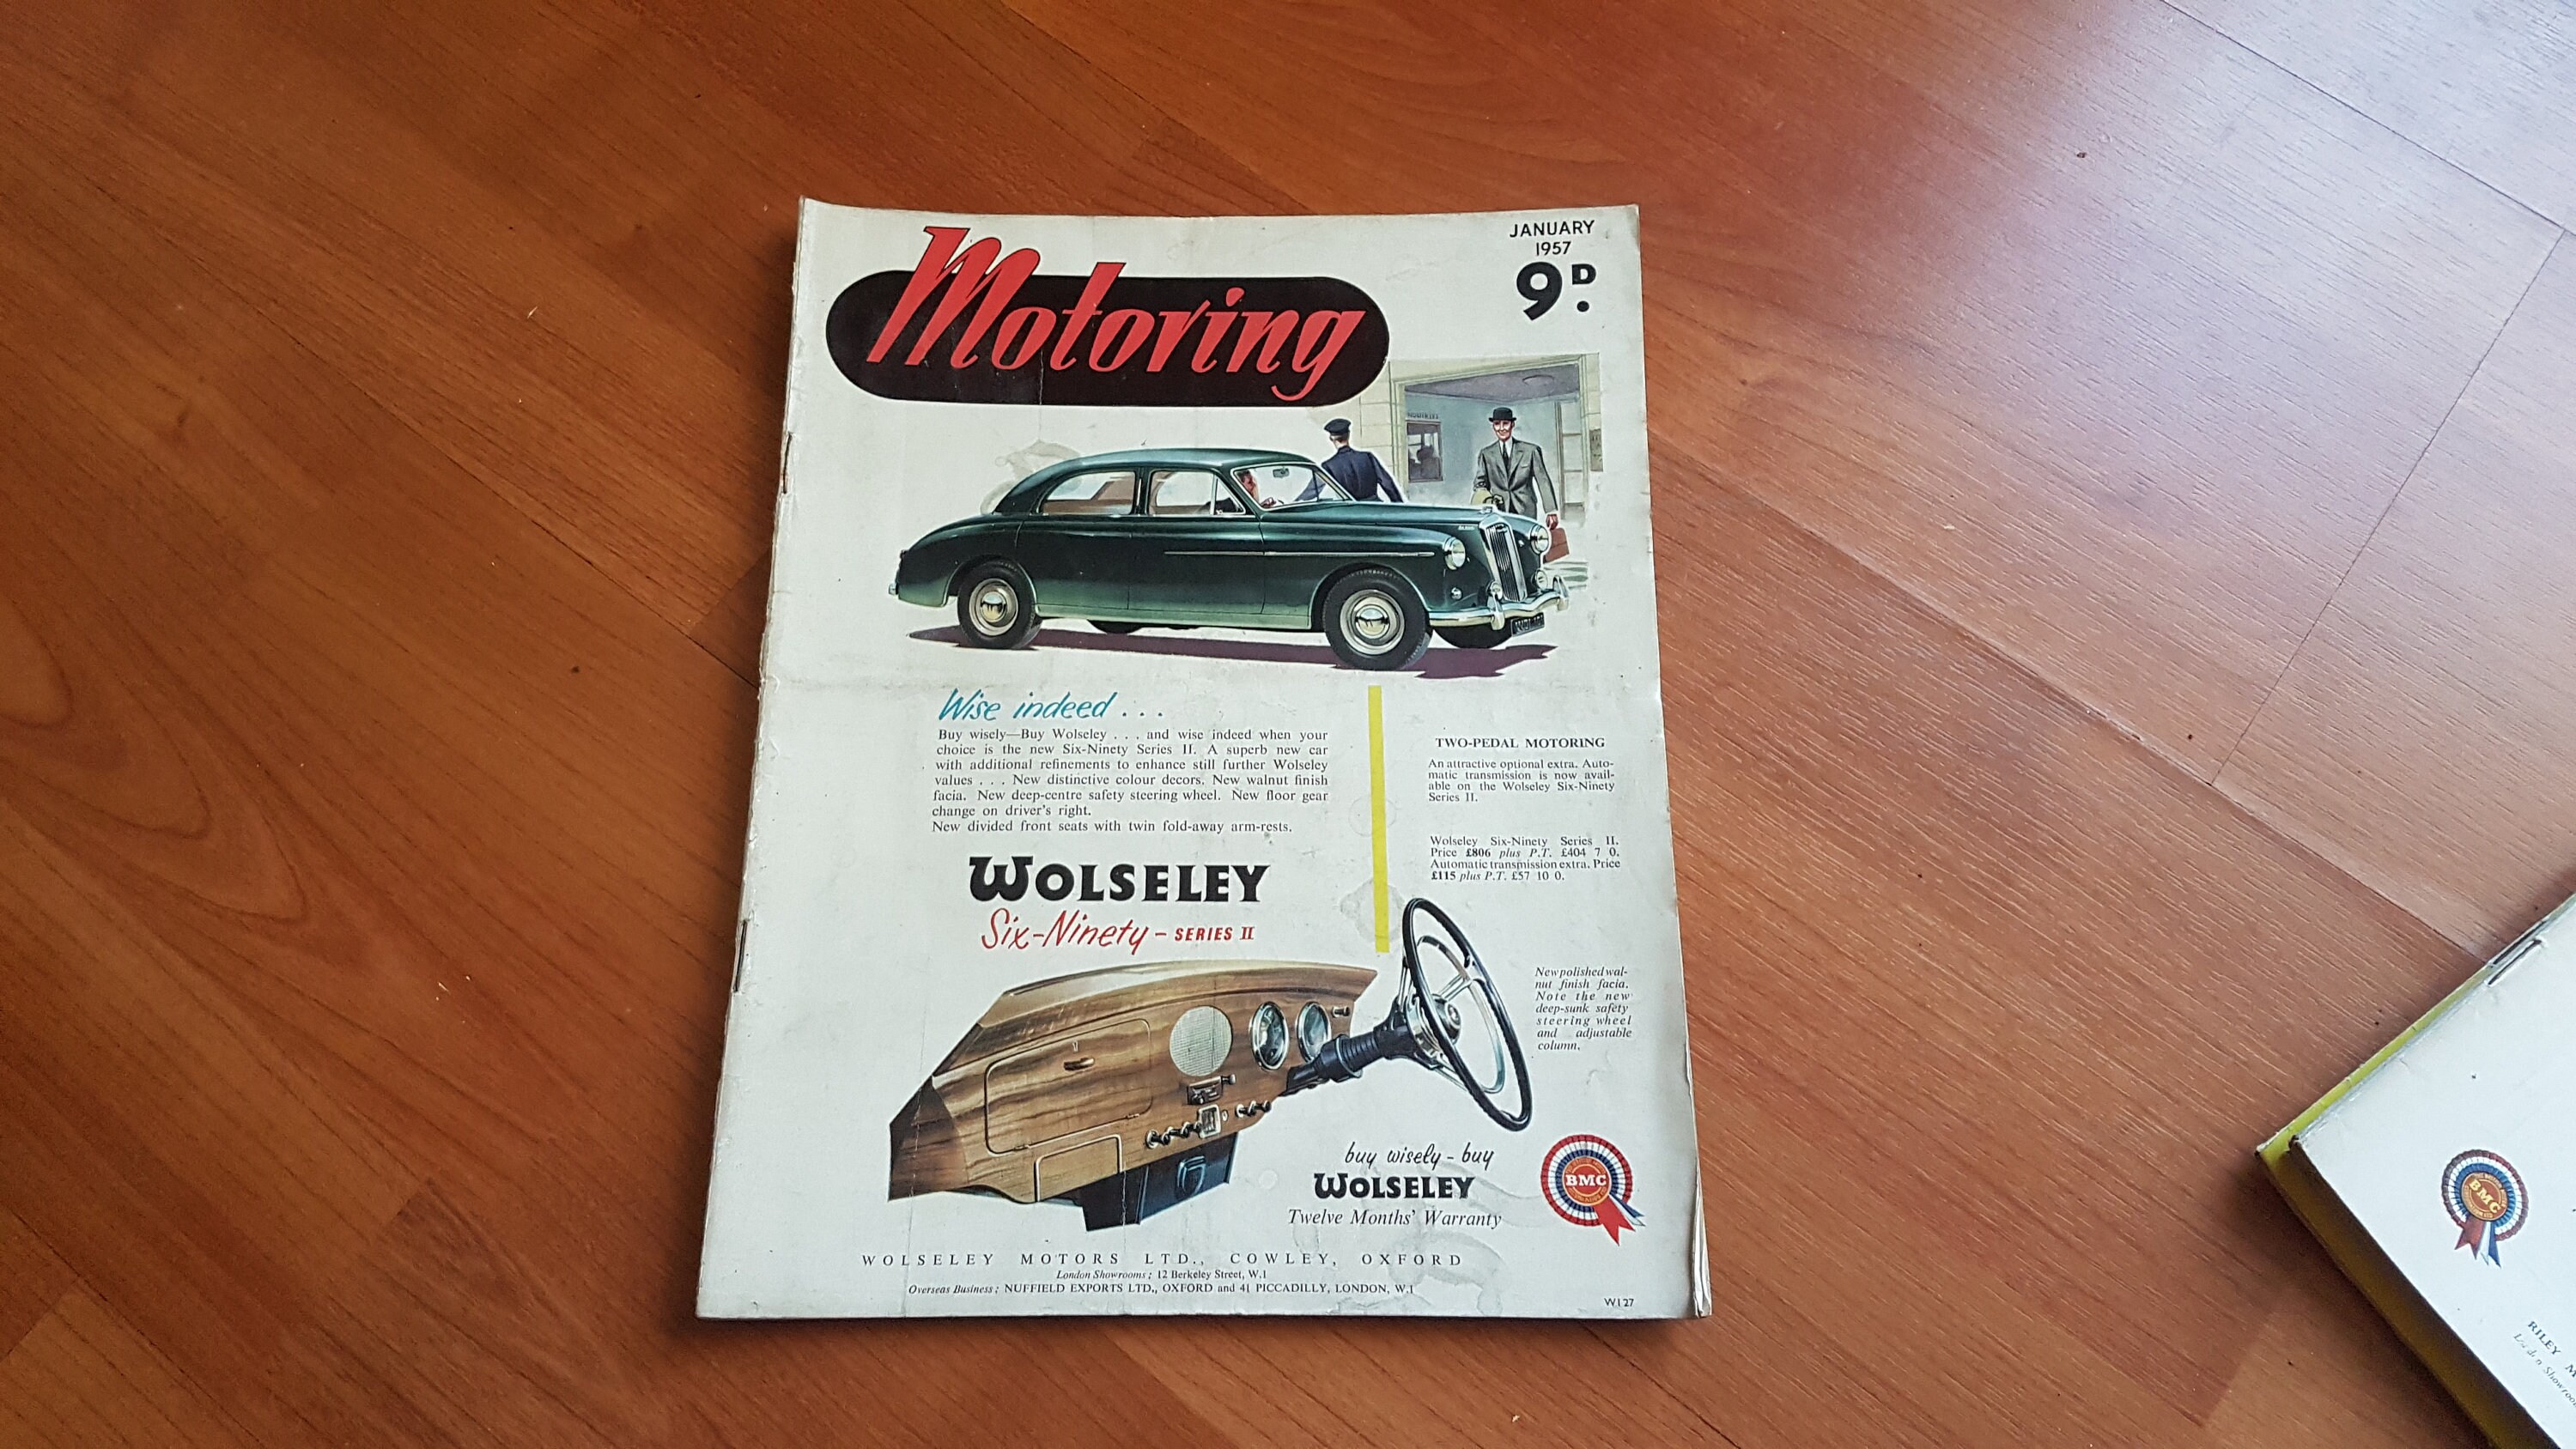 Motoring
JANUARY
1957
9D.
Wise indeed . . .
Buy wisely—Buy Wolseley . . . and wise indeed when your
choice is the new Six-Ninety Series II. A superb new car
with additional refinements to enhance still further Wolseley
values . . . New distinctive colour decors. New walnut finish
facia. New deep-centre safety steering wheel. New floor gear
change on driver's right.
New divided front seats with twin fold-away arm-rests.
TWO-PEDAL MOTORING
An attractive optional extra. Auto-
matic transmission is now avail-
able on the Wolseley Six-Ninety
Series II.
Wolseley Six-Ninety Series II.
Price £806 plus P.T. £404 7 0.
Automatic transmission extra. Price
£115 plus P.T. £57 10 0.
WOLSELEY
Six-Ninety – SERIES II
New polished wal-
nut finish facia.
Note the new
deep-sunk safety
steering wheel
and adjustable
column.
buy wisely - buy
WOLSELEY
Twelve Months' Warranty
BMC
WOLSELEY MOTORS LTD., COWLEY, OXFORD
London Showrooms: 12 Berkeley Street, W.1
Overseas Business: NUFFIELD EXPORTS LTD., OXFORD and 41 PICCADILLY, LONDON, W.1
W127
BMC
RILEY